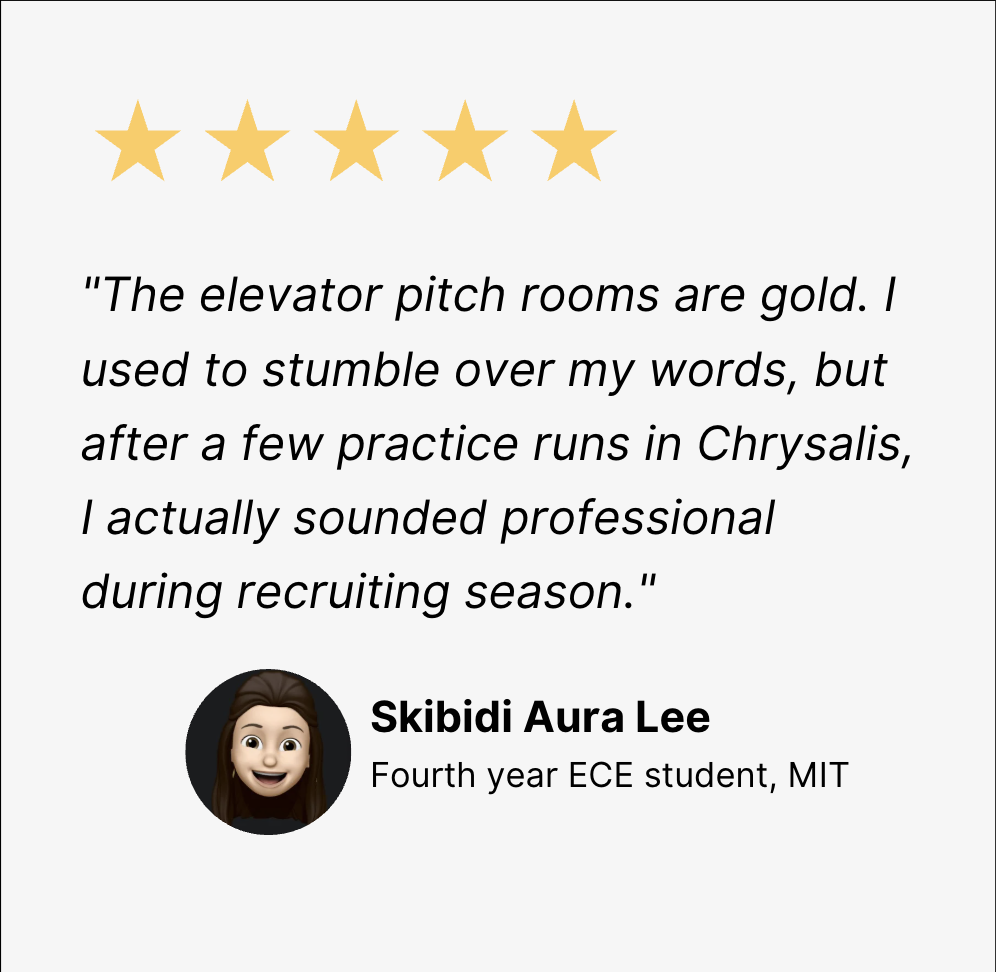 "The elevator pitch rooms are gold. I
used to stumble over my words, but
after a few practice runs in Chrysalis,
I actually sounded professional
during recruiting season."
Skibidi Aura Lee
Fourth year ECE student, MIT